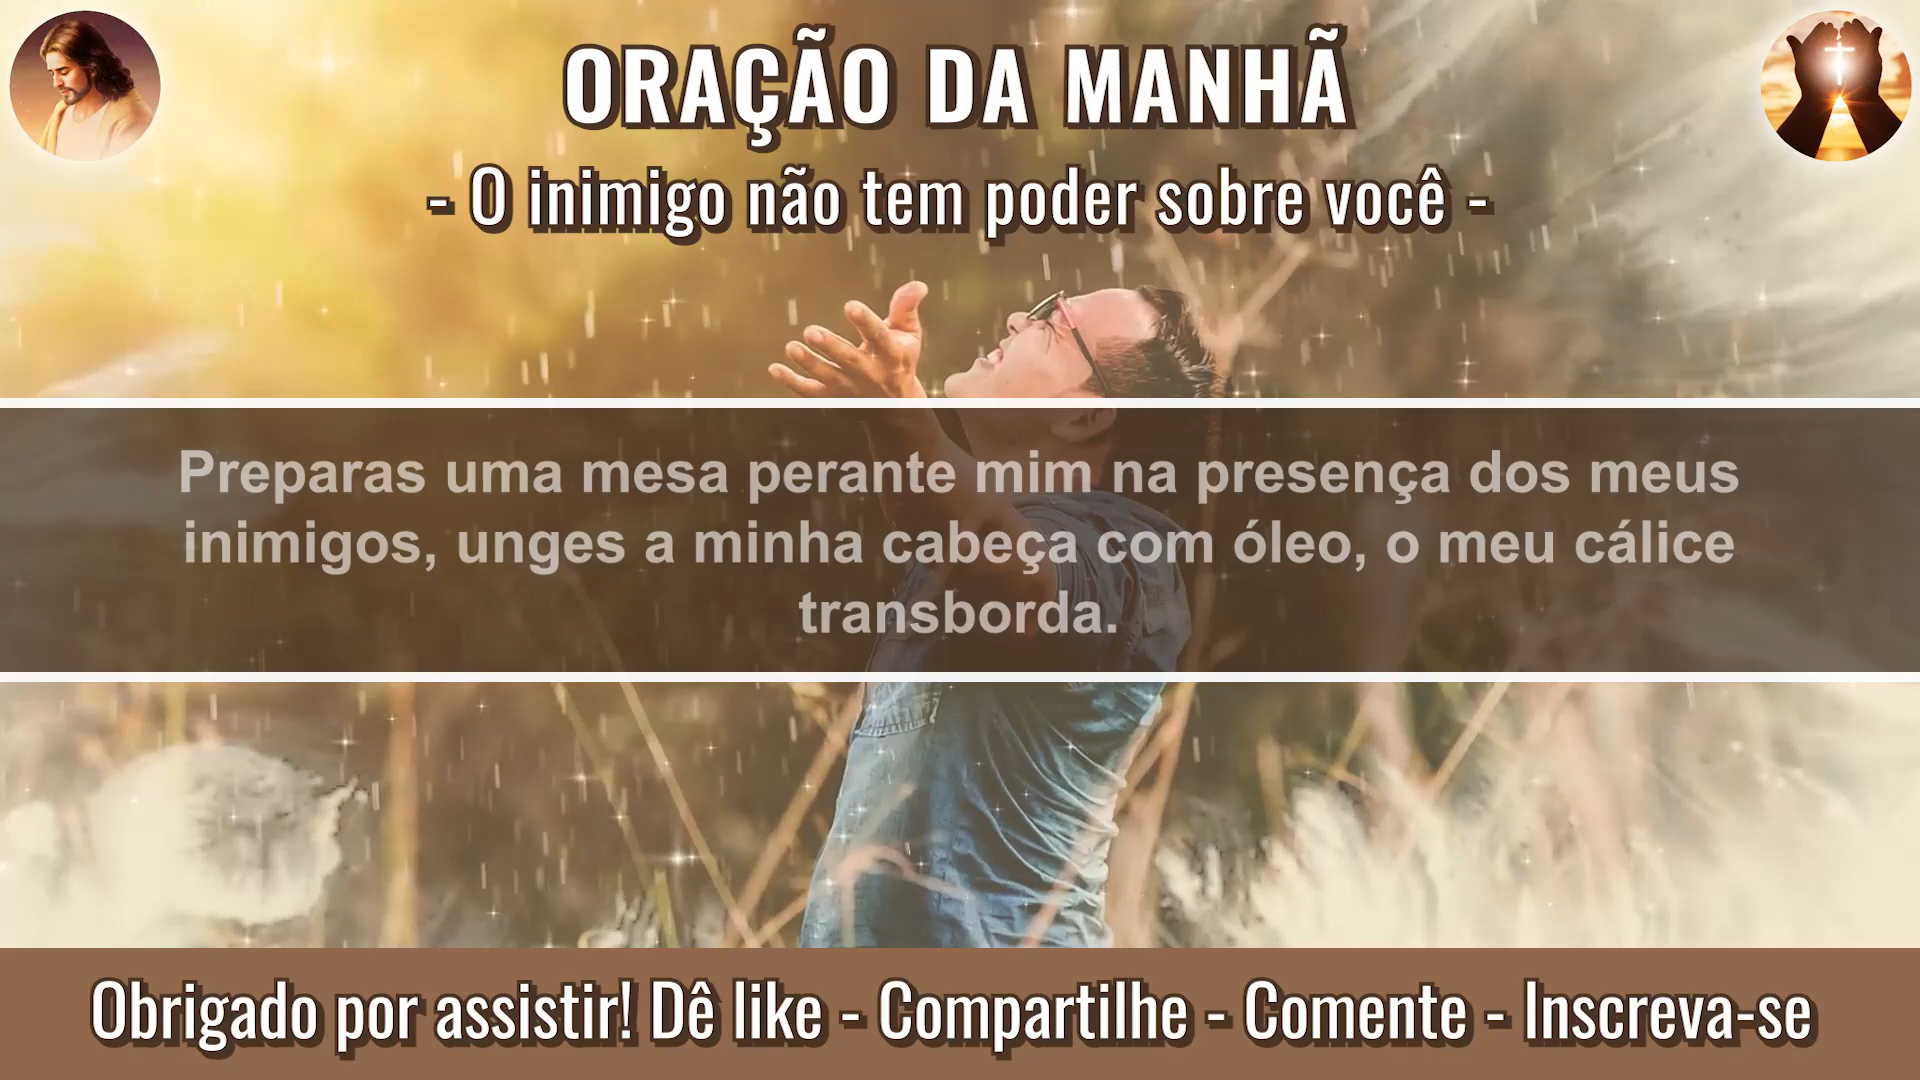 ORAÇÃO DA MANHÃ
- O inimigo não tem poder sobre você -
Preparas uma mesa perante mim na presença dos meus
inimigos, unges a minha cabeça com óleo, o meu cálice
transborda.
Obrigado por assistir! Dê like - Compartilhe - Comente - Inscreva-se